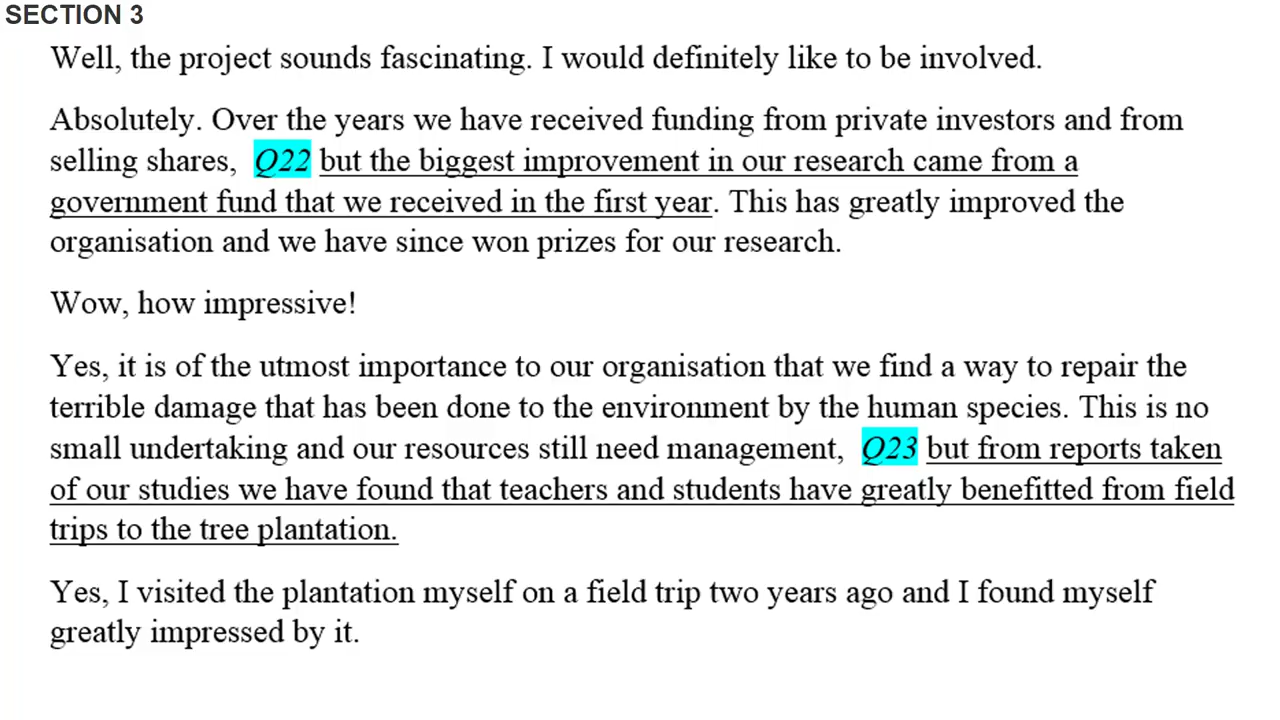 SECTION 3
Well, the project sounds fascinating. I would definitely like to be involved.
Absolutely. Over the years we have received funding from private investors and from
selling shares, Q22 but the biggest improvement in our research came from a
government fund that we received in the first year. This has greatly improved the
organisation and we have since won prizes for our research.
Wow, how impressive!
Yes, it is of the utmost importance to our organisation that we find a way to repair the
terrible damage that has been done to the environment by the human species. This is no
small undertaking and our resources still need management, Q23 but from reports taken
of our studies we have found that teachers and students have greatly benefitted from field
trips to the tree plantation.
Yes, I visited the plantation myself on a field trip two years ago and I found myself
greatly impressed by it.